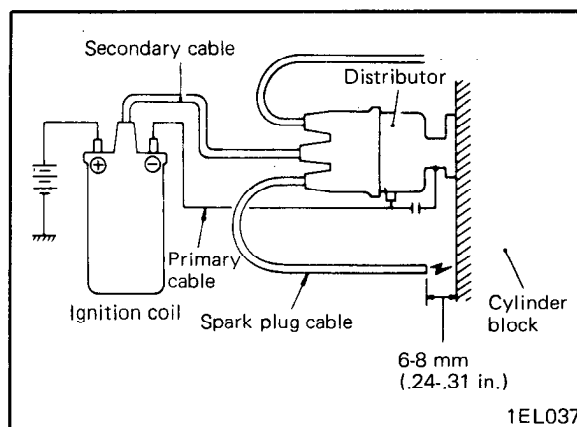 Secondary cable
Distributor
+
−
Primary
cable
Ignition coil
Spark plug cable
Cylinder
block
6-8 mm
(.24-.31 in.)
1EL037